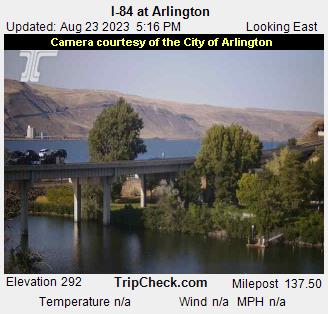 I-84 at Arlington
Updated: Aug 23 2023 5:16 PM Looking East
Camera courtesy of the City of Arlington
Elevation 292 TripCheck.com Milepost 137.50
Temperature n/a Wind n/a MPH n/a